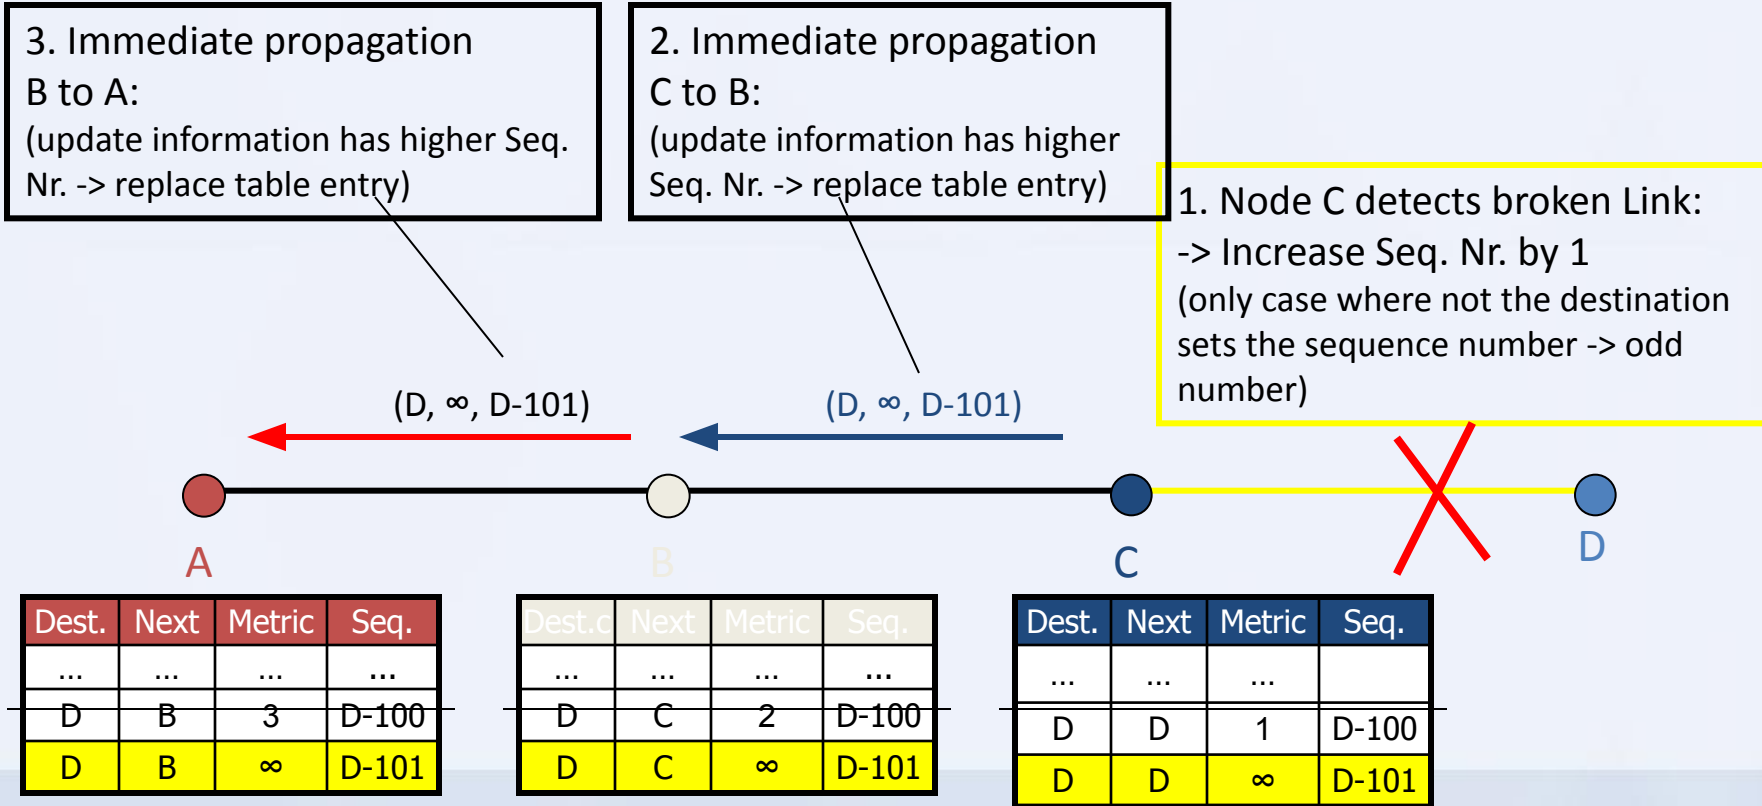 3. Immediate propagation
B to A:
(update information has higher Seq.
Nr. -> replace table entry)
2. Immediate propagation
C to B:
(update information has higher
Seq. Nr. -> replace table entry)
1. Node C detects broken Link:
-> Increase Seq. Nr. by 1
(only case where not the destination
sets the sequence number -> odd
number)
(D, ∞, D-101)
(D, ∞, D-101)
A
B
C
D
Dest. Next Metric Seq.
... ... ... ...
D B 3 D-100
D B ∞ D-101
Dest.c Next Metric Seq.
... ... ... ...
D C 2 D-100
D C ∞ D-101
Dest. Next Metric Seq.
... ... ...
D D 1 D-100
D D ∞ D-101